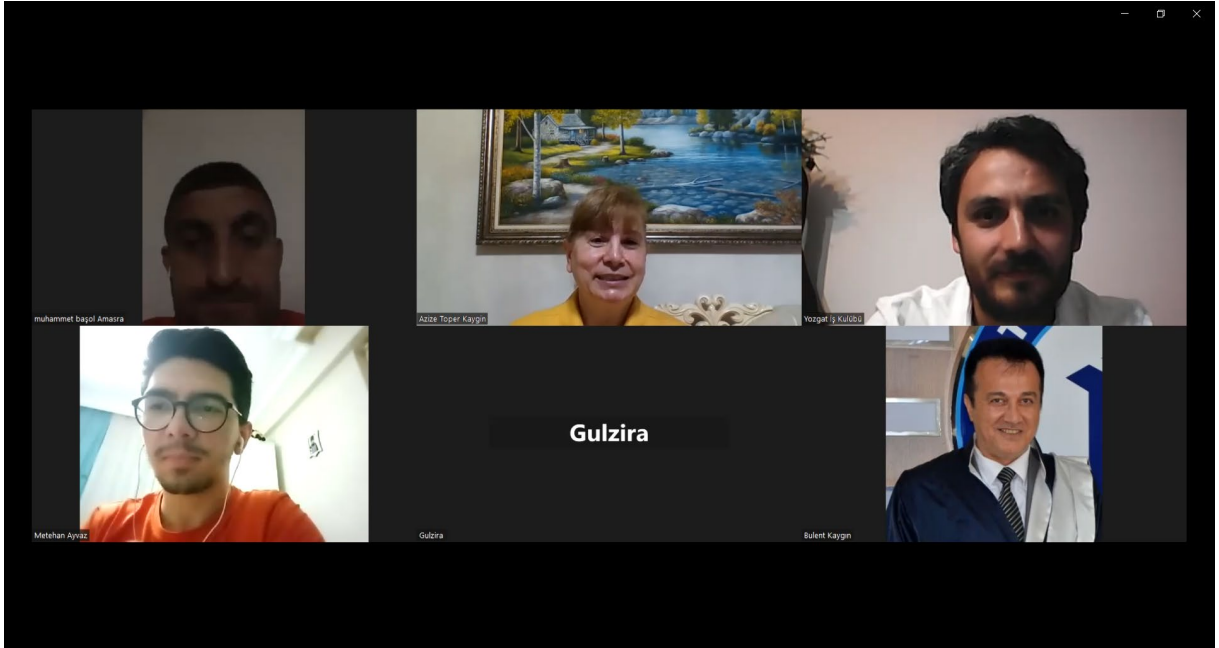 muhammet başol Amasra
Azize Toper Kaygin
Yozgat İş Kulübü
Metehan Ayvaz
Gulzira
Gulzira
Bulent Kaygın